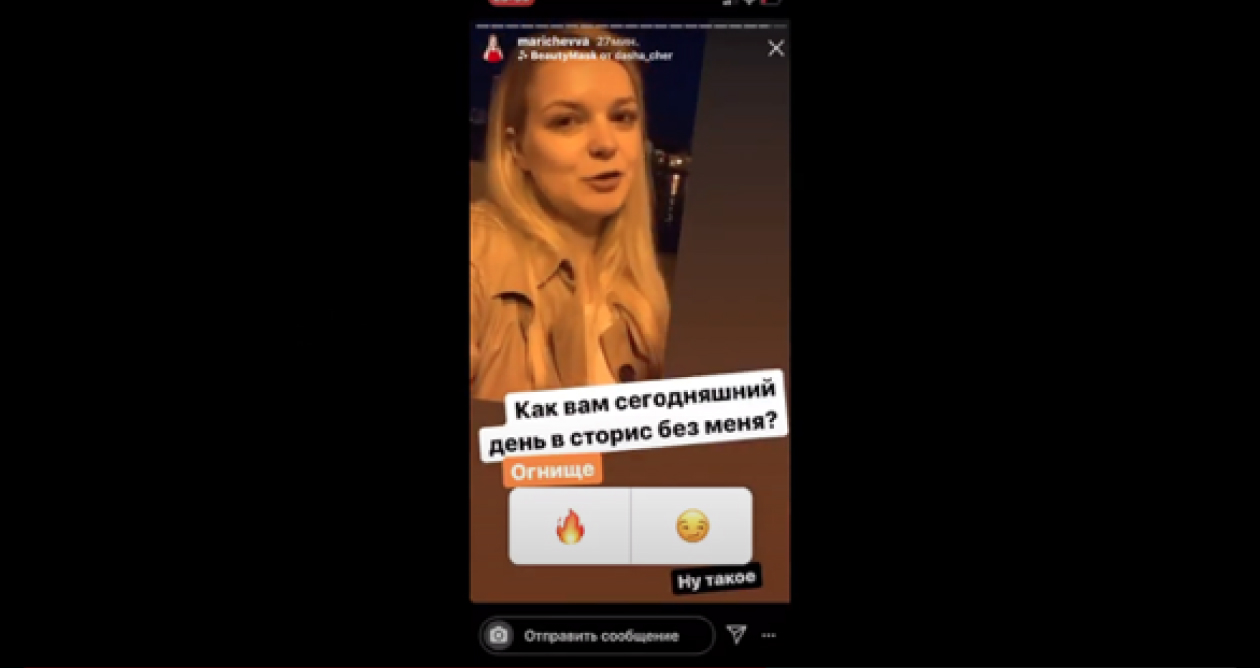 marichevva 27мин.
BeautyMask от dasha_cher
Как вам сегодняшний
день в сторис без меня?
Огнище
Ну такое
Отправить сообщение